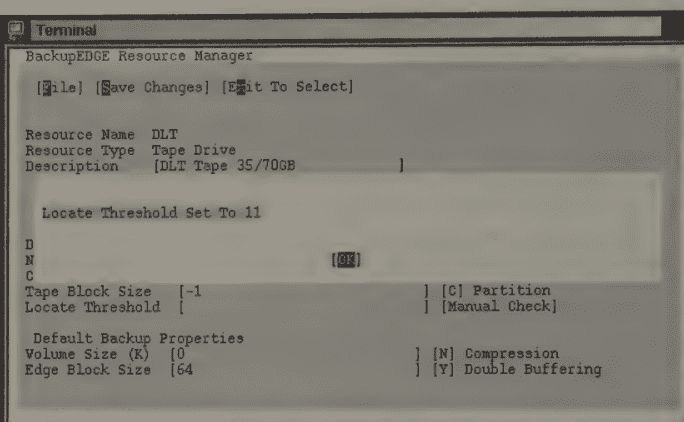 Terminal
BackupEDGE Resource Manager
[File] [Save Changes] [Exit To Select]
Resource Name DLT
Resource Type Tape Drive
Description [DLT Tape 35/70GB ]
Locate Threshold Set To 11
D
N
[OK]
C
Tape Block Size [-1 ] [C] Partition
Locate Threshold [ ] [Manual Check]
Default Backup Properties
Volume Size (K) [0 ] [N] Compression
Edge Block Size [64 ] [Y] Double Buffering